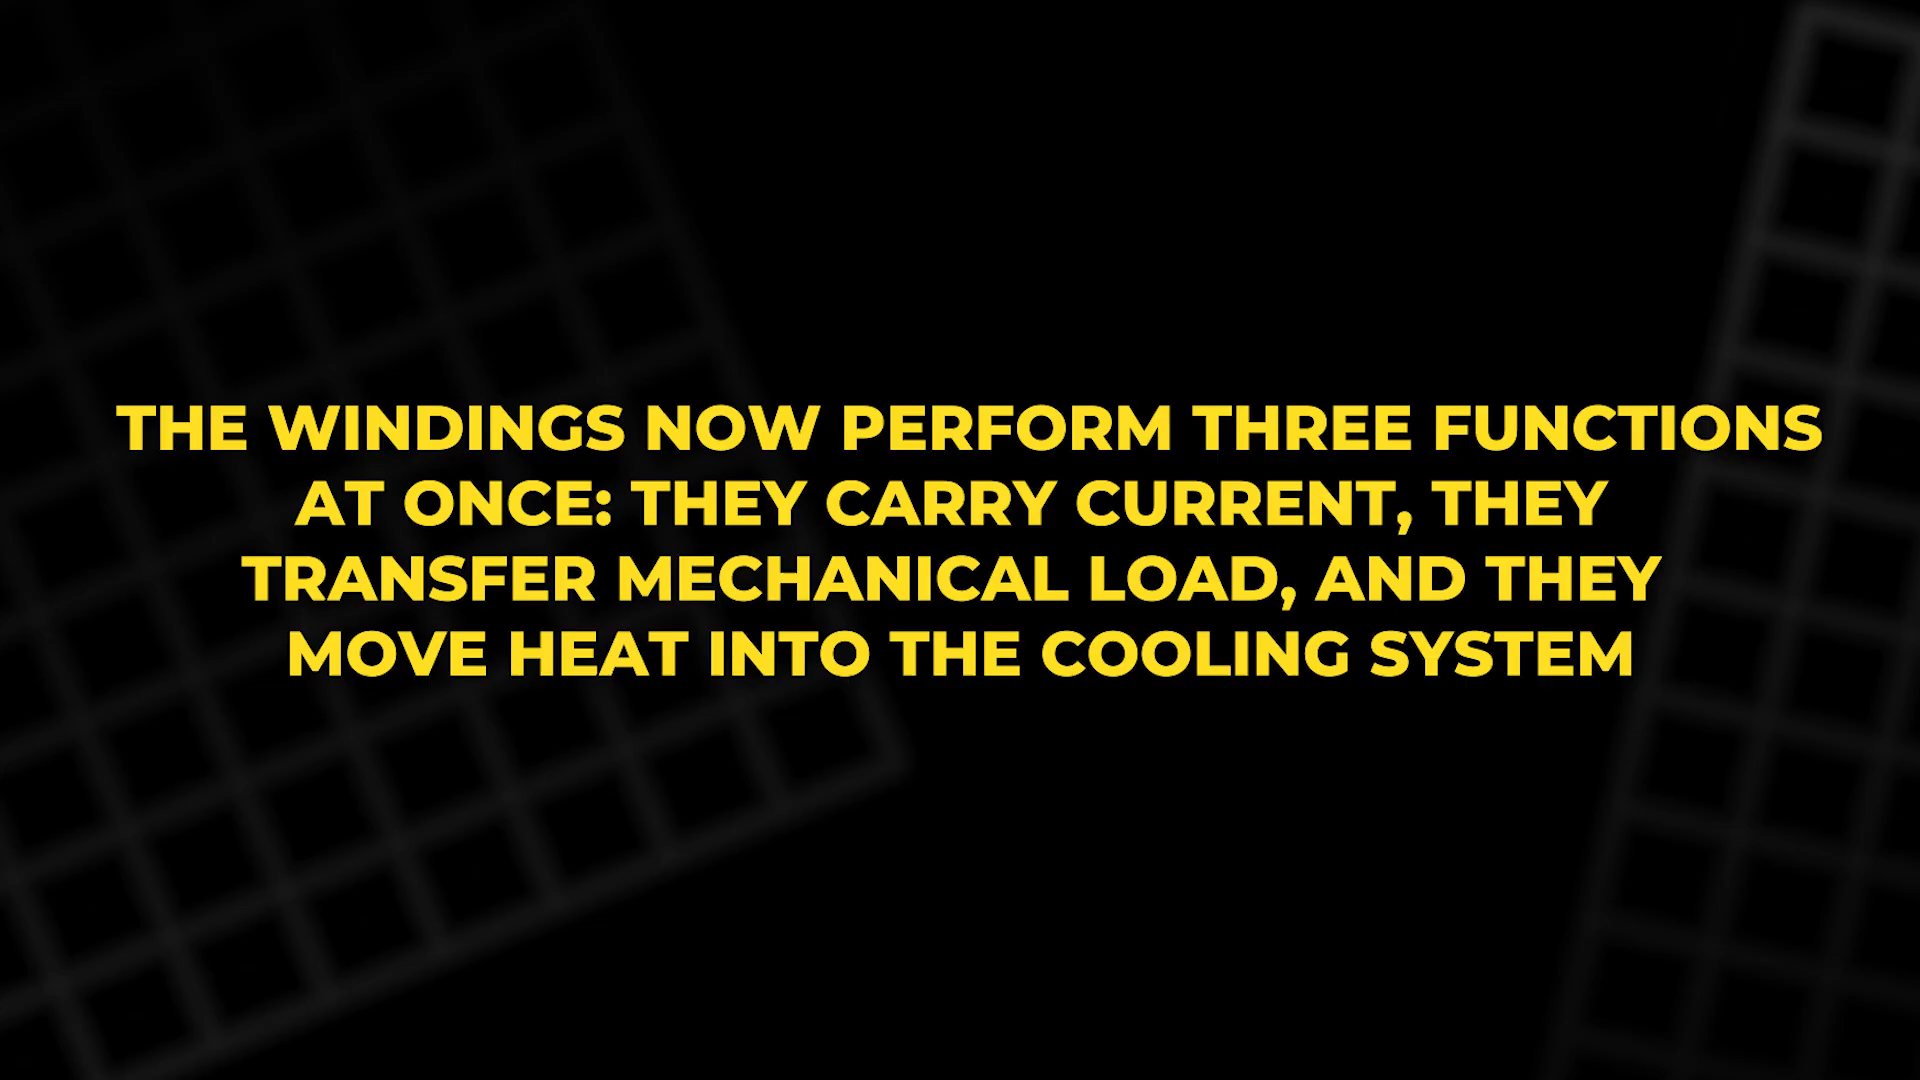 THE WINDINGS NOW PERFORM THREE FUNCTIONS
AT ONCE: THEY CARRY CURRENT, THEY
TRANSFER MECHANICAL LOAD, AND THEY
MOVE HEAT INTO THE COOLING SYSTEM